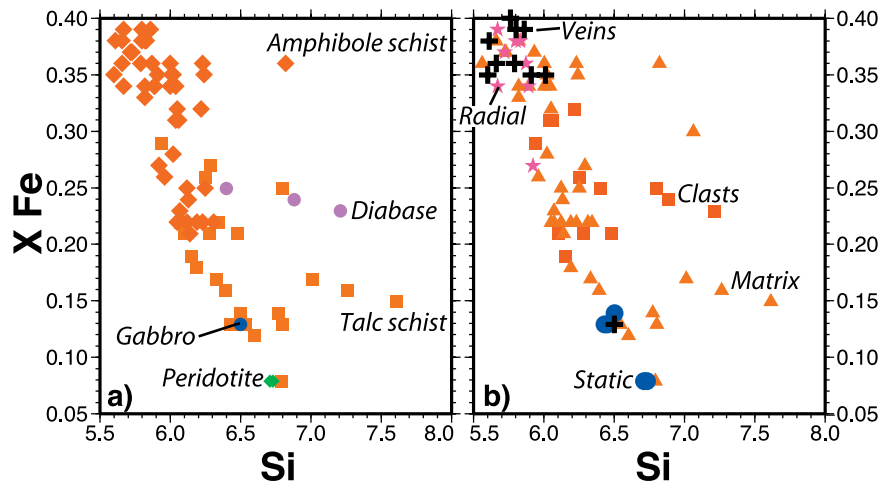 0.40
0.35
0.30
0.25
0.20
0.15
0.10
0.05
X Fe
Amphibole schist
Diabase
Gabbro
Talc schist
Peridotite
a)
5.5 6.0 6.5 7.0 7.5 8.0
Si
Veins
Radial
Clasts
Matrix
Static
b)
0.40
0.35
0.30
0.25
0.20
0.15
0.10
0.05
5.5 6.0 6.5 7.0 7.5 8.0
Si